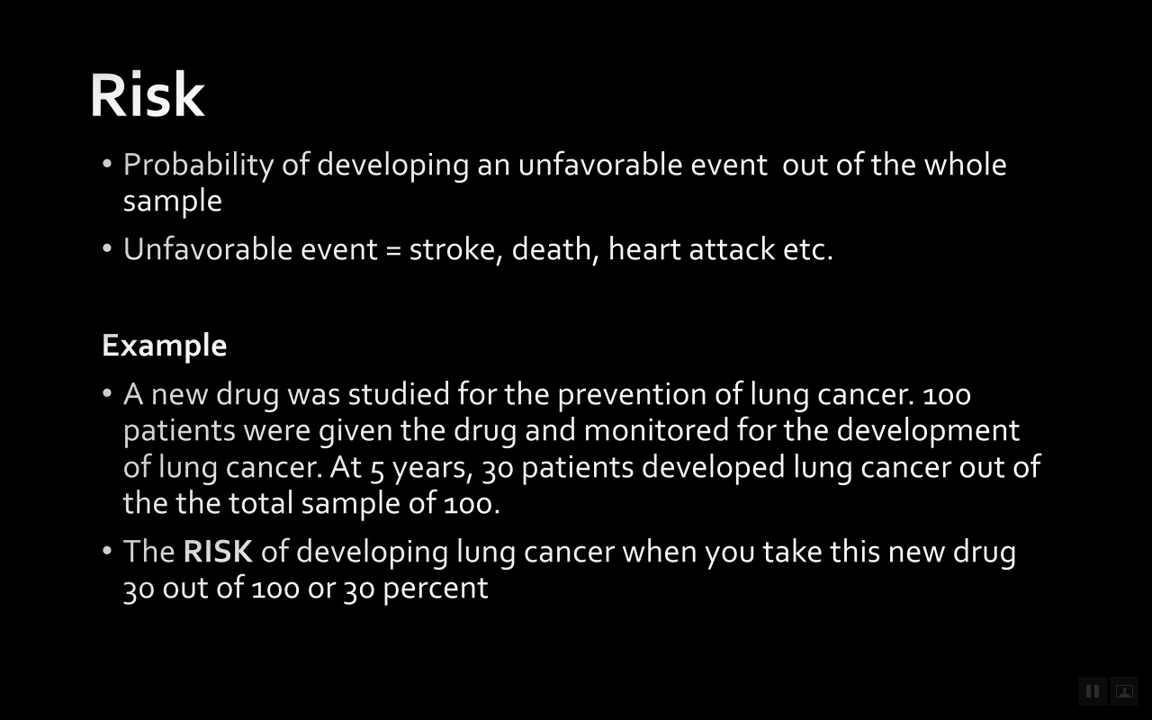 Risk
• Probability of developing an unfavorable event  out of the whole
sample
• Unfavorable event = stroke, death, heart attack etc.
Example
• A new drug was studied for the prevention of lung cancer. 100
patients were given the drug and monitored for the development
of lung cancer. At 5 years, 30 patients developed lung cancer out of
the the total sample of 100.
• The RISK of developing lung cancer when you take this new drug
30 out of 100 or 30 percent